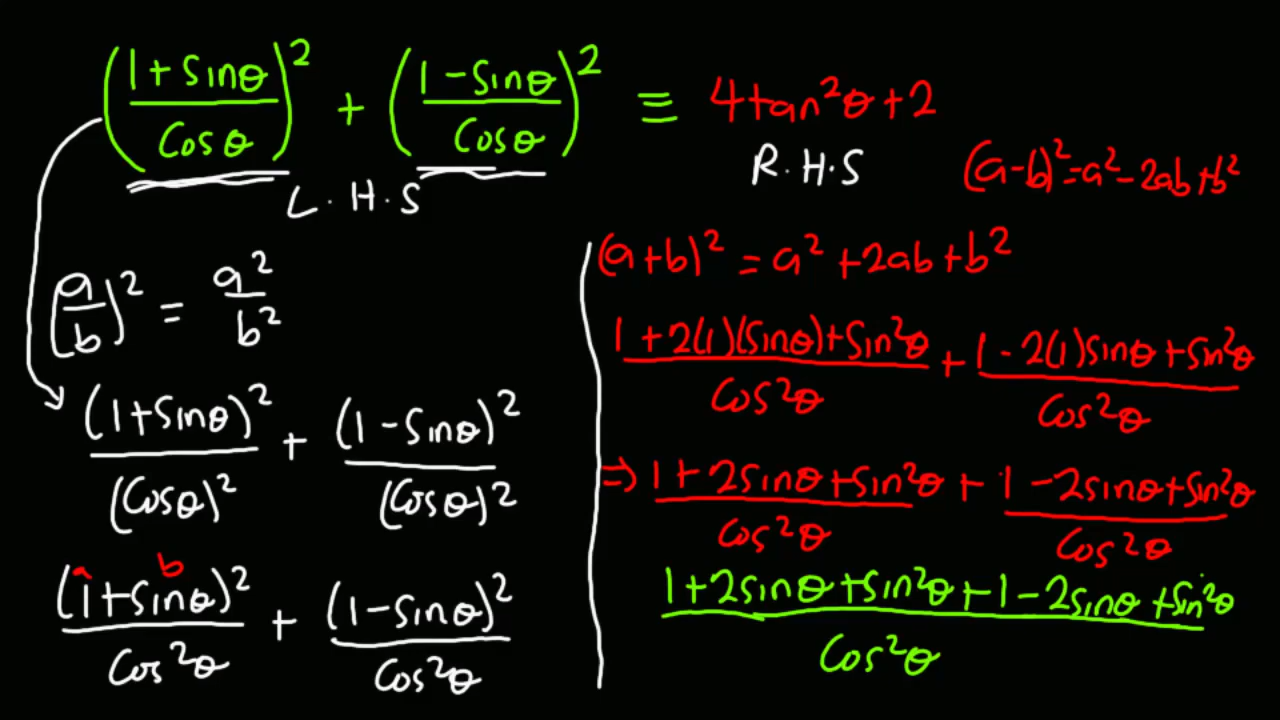 ((1+sinθ)/cosθ)² + ((1-sinθ)/cosθ)² ≡ 4tan²θ+2
L.H.S
R.H.S
(a-b)²=a²-2ab+b²
(a/b)² = a²/b²
(1+sinθ)²/(cosθ)² + (1-sinθ)²/(cosθ)²
a b
(1+sinθ)²/cos²θ + (1-sinθ)²/cos²θ
(a+b)² = a²+2ab+b²
(1+2(1)(sinθ)+sin²θ)/cos²θ + (1-2(1)sinθ+sin²θ)/cos²θ
⇒ (1+2sinθ+sin²θ)/cos²θ + (1-2sinθ+sin²θ)/cos²θ
(1+2sinθ+sin²θ+1-2sinθ+sin²θ)/cos²θ